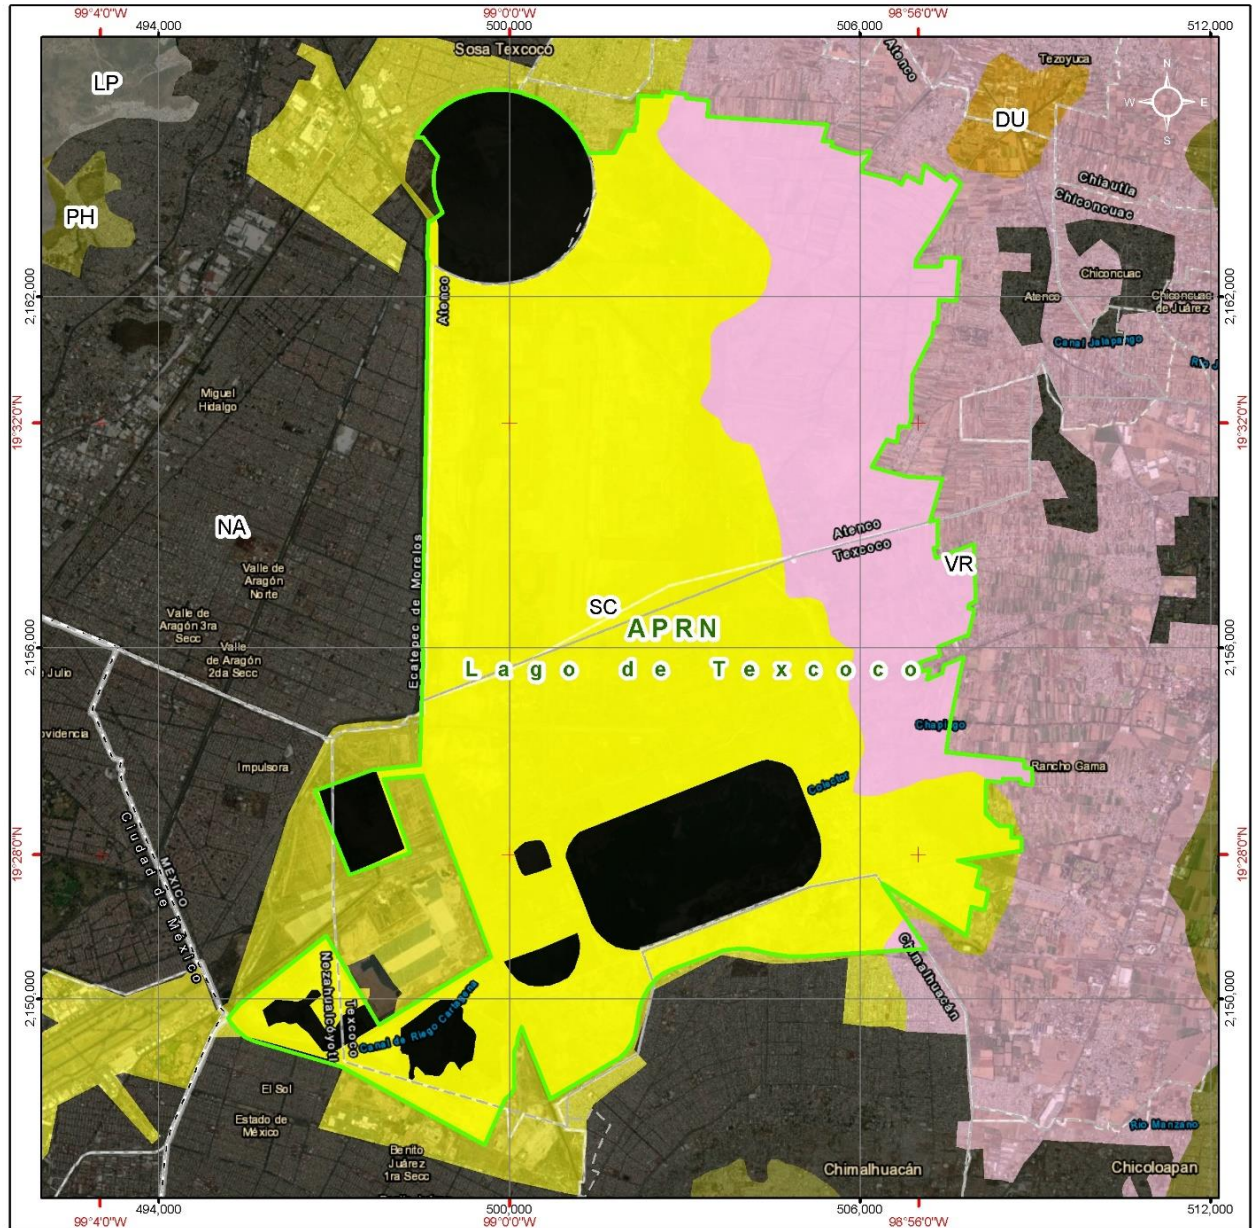 99°4'0"W
99°0'0"W
98°56'0"W
494,000
500,000
506,000
512,000
Sosa Texcoco
Atenco
Tezoyuca
N
W
E
S
LP
DU
PH
Chiautla
Chiconcuac
Chiconcuac
Atenco
Chiconcuac
de Juárez
2,162,000
2,162,000
Atenco
Canal Jalapango
Río J
Miguel
Hidalgo
19°32'0"N
19°32'0"N
NA
Atenco
Texcoco
Ecatepec de Morelos
Valle de
Aragón
Norte
VR
SC
APRN
Valle de
Aragón 3ra
Secc
Valle
de Aragón
2da Secc
2,156,000
2,156,000
Lago de Texcoco
Julio
ovidencia
Chapingo
Impulsora
Rancho Gama
Colector
19°28'0"N
19°28'0"N
MÉXICO
Ciudad de México
Nezahualcóyotl
Texcoco
Chimalhuacán
2,150,000
2,150,000
Canal de Riego Cartagena
El Sol
Estado de
México
Río Manzano
Benito
Juárez
1ra Secc
Chimalhuacán
Chicoloapan
494,000
500,000
506,000
512,000
99°4'0"W
99°0'0"W
98°56'0"W